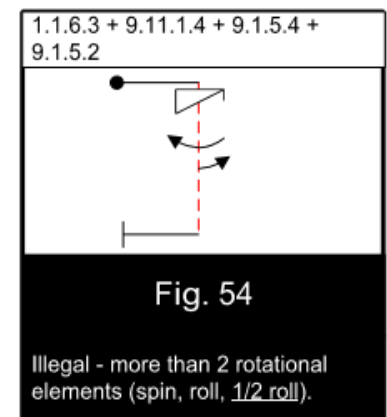 1.1.6.3 + 9.11.1.4 + 9.1.5.4 +
9.1.5.2
Fig. 54
Illegal - more than 2 rotational
elements (spin, roll, 1/2 roll).